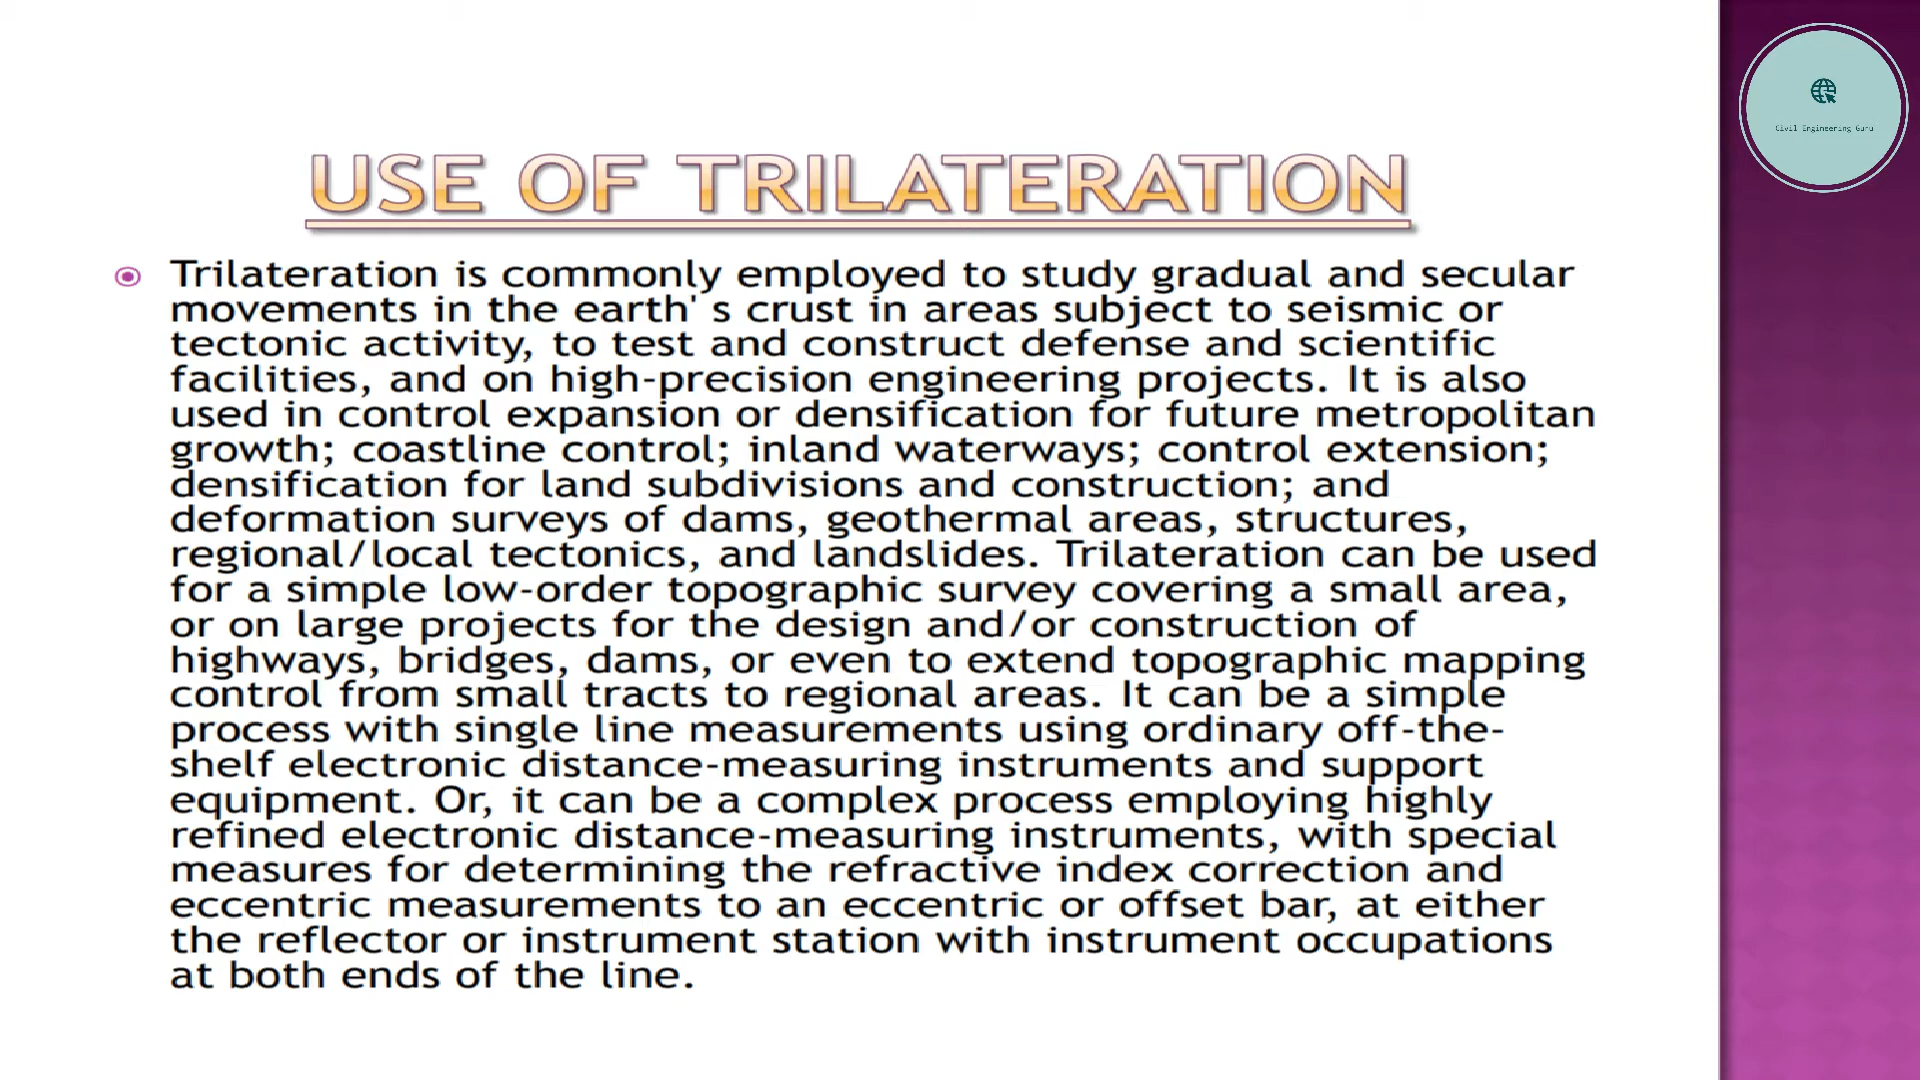 Civil Engineering Guru
USE OF TRILATERATION
Trilateration is commonly employed to study gradual and secular
movements in the earth' s crust in areas subject to seismic or
tectonic activity, to test and construct defense and scientific
facilities, and on high-precision engineering projects. It is also
used in control expansion or densification for future metropolitan
growth; coastline control; inland waterways; control extension;
densification for land subdivisions and construction; and
deformation surveys of dams, geothermal areas, structures,
regional/local tectonics, and landslides. Trilateration can be used
for a simple low-order topographic survey covering a small area,
or on large projects for the design and/or construction of
highways, bridges, dams, or even to extend topographic mapping
control from small tracts to regional areas. It can be a simple
process with single line measurements using ordinary off-the-
shelf electronic distance-measuring instruments and support
equipment. Or, it can be a complex process employing highly
refined electronic distance-measuring instruments, with special
measures for determining the refractive index correction and
eccentric measurements to an eccentric or offset bar, at either
the reflector or instrument station with instrument occupations
at both ends of the line.